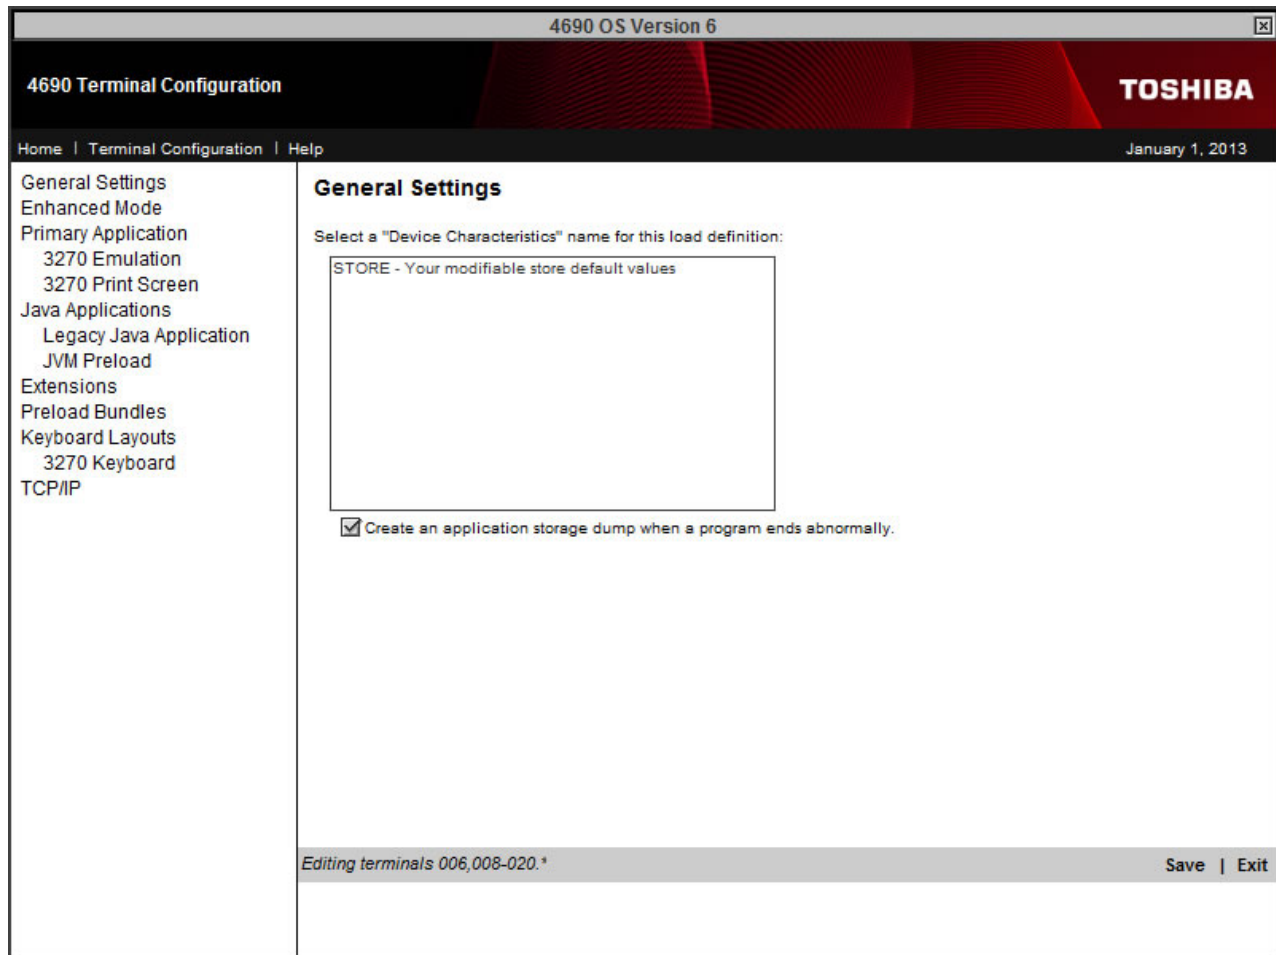 4690 OS Version 6
4690 Terminal Configuration
TOSHIBA
Home | Terminal Configuration | Help
January 1, 2013
General Settings
Enhanced Mode
Primary Application
3270 Emulation
3270 Print Screen
Java Applications
Legacy Java Application
JVM Preload
Extensions
Preload Bundles
Keyboard Layouts
3270 Keyboard
TCP/IP
General Settings
Select a "Device Characteristics" name for this load definition:
STORE - Your modifiable store default values
Create an application storage dump when a program ends abnormally.
Editing terminals 006,008-020.*
Save | Exit